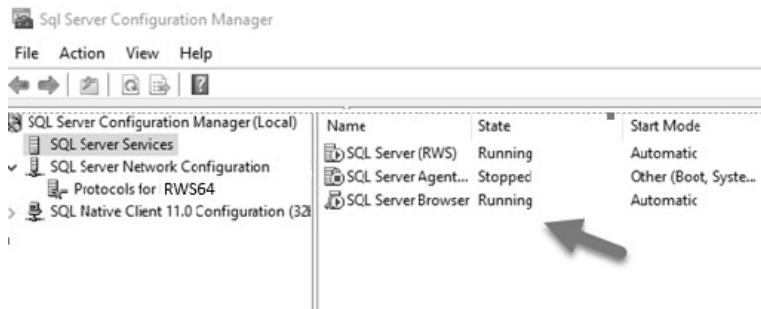 Sql Server Configuration Manager
File Action View Help
SQL Server Configuration Manager (Local)
SQL Server Services
SQL Server Network Configuration
Protocols for RWS64
SQL Native Client 11.0 Configuration (32
Name State Start Mode
SQL Server (RWS) Running Automatic
SQL Server Agent... Stopped Other (Boot, Syste...
SQL Server Browser Running Automatic